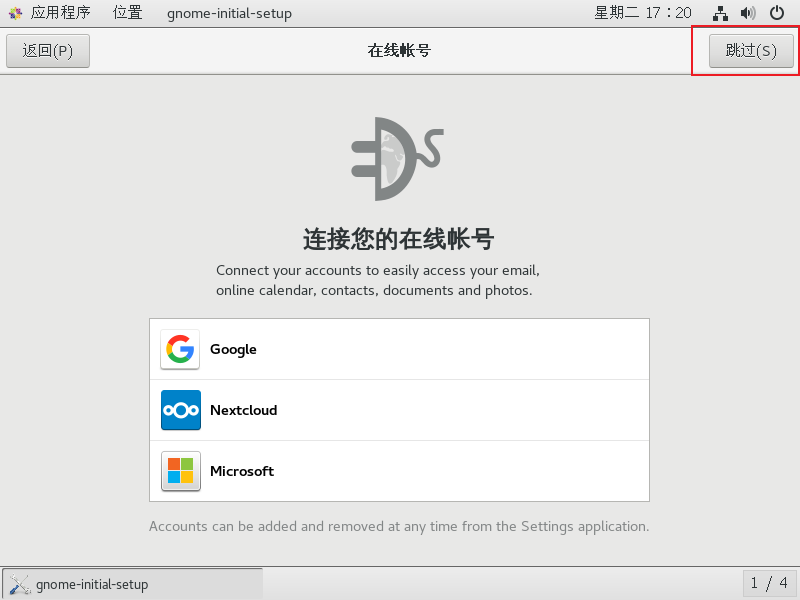 应用程序 位置 gnome-initial-setup 星期二 17：20
返回(P) 在线帐号 跳过(S)
连接您的在线帐号
Connect your accounts to easily access your email,
online calendar, contacts, documents and photos.
Google
Nextcloud
Microsoft
Accounts can be added and removed at any time from the Settings application.
gnome-initial-setup 1 / 4